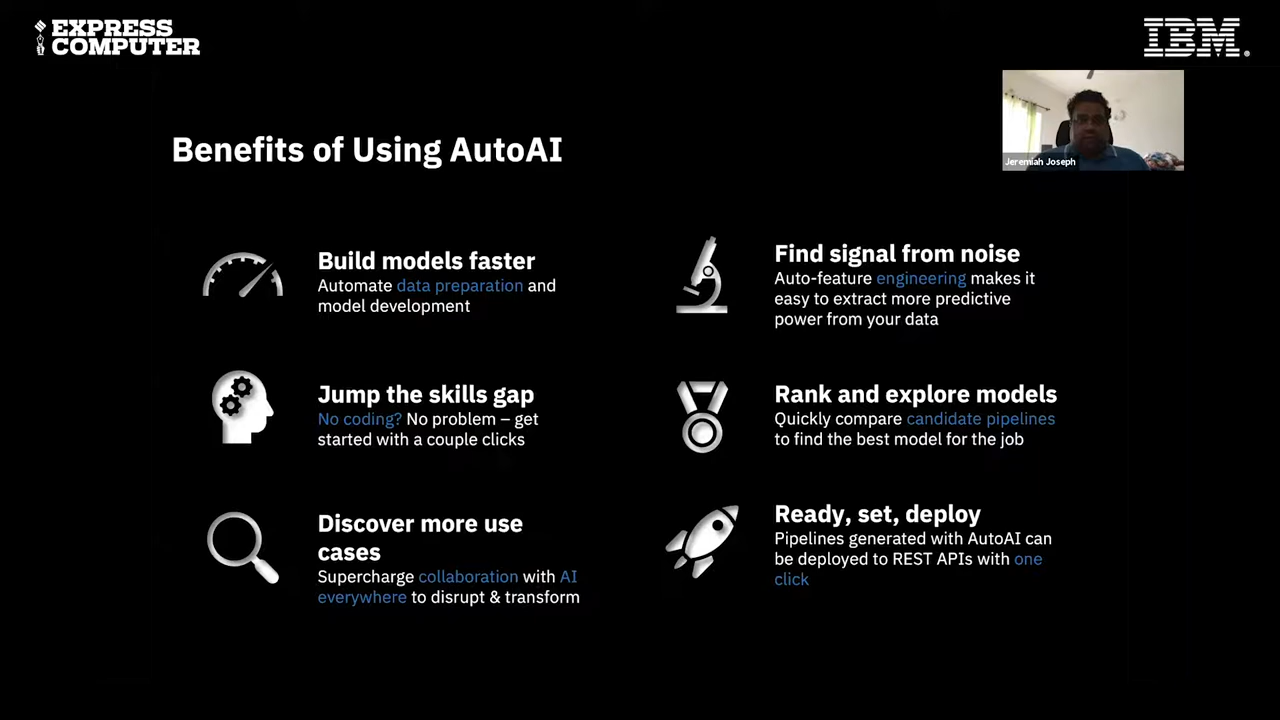 EXPRESS
COMPUTER
IBM
Jeremiah Joseph
Benefits of Using AutoAI
Build models faster
Automate data preparation and
model development
Find signal from noise
Auto-feature engineering makes it
easy to extract more predictive
power from your data
Jump the skills gap
No coding? No problem – get
started with a couple clicks
Rank and explore models
Quickly compare candidate pipelines
to find the best model for the job
Discover more use
cases
Supercharge collaboration with AI
everywhere to disrupt & transform
Ready, set, deploy
Pipelines generated with AutoAI can
be deployed to REST APIs with one
click